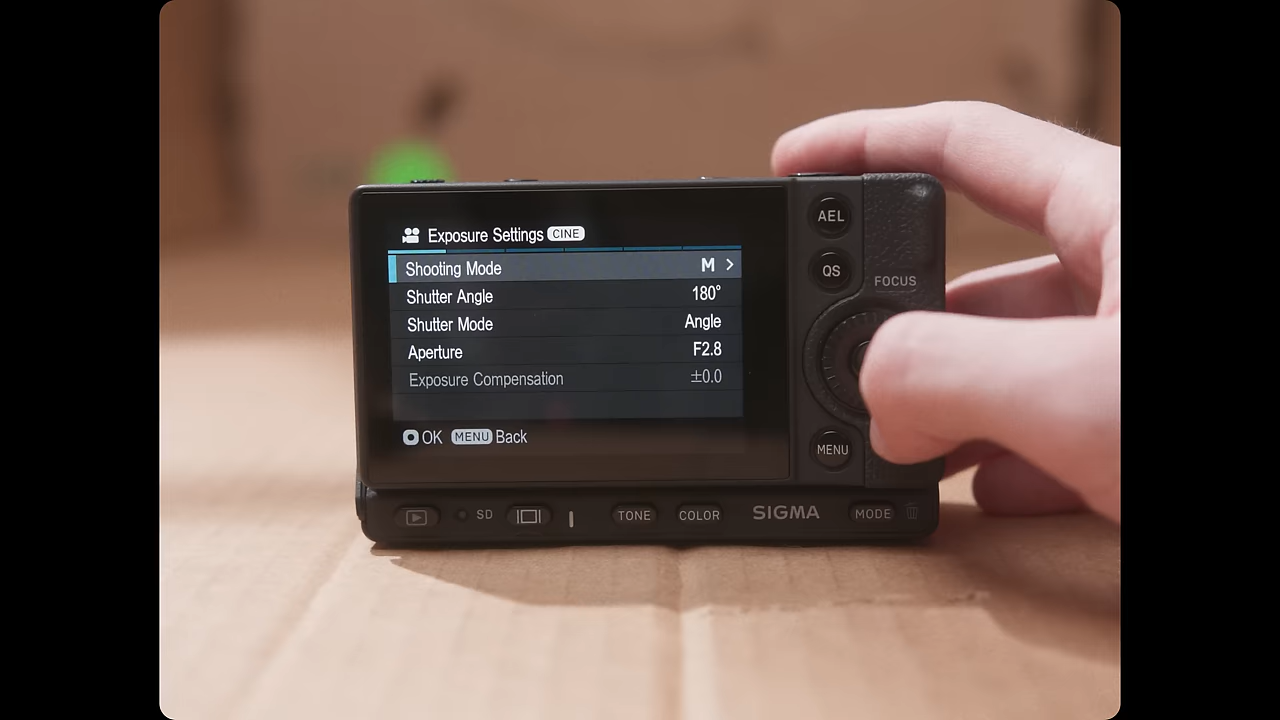 Exposure Settings CINE
Shooting Mode M
Shutter Angle 180°
Shutter Mode Angle
Aperture F2.8
Exposure Compensation ±0.0
OK MENU Back
AEL
QS
FOCUS
MENU
SD TONE COLOR SIGMA MODE